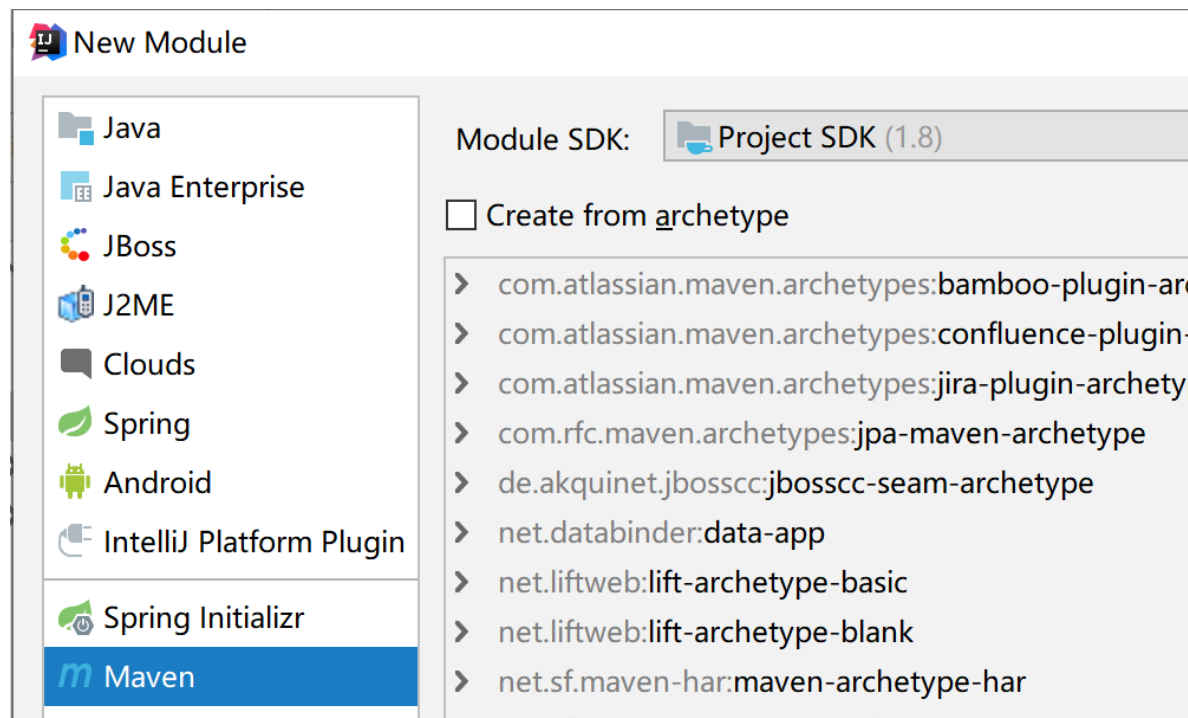 New Module
Java
Java Enterprise
JBoss
J2ME
Clouds
Spring
Android
IntelliJ Platform Plugin
Spring Initializr
Maven
Module SDK: Project SDK (1.8)
Create from archetype
com.atlassian.maven.archetypes:bamboo-plugin-ar
com.atlassian.maven.archetypes:confluence-plugin-
com.atlassian.maven.archetypes:jira-plugin-archety
com.rfc.maven.archetypes:jpa-maven-archetype
de.akquinet.jbosscc:jbosscc-seam-archetype
net.databinder:data-app
net.liftweb:lift-archetype-basic
net.liftweb:lift-archetype-blank
net.sf.maven-har:maven-archetype-har